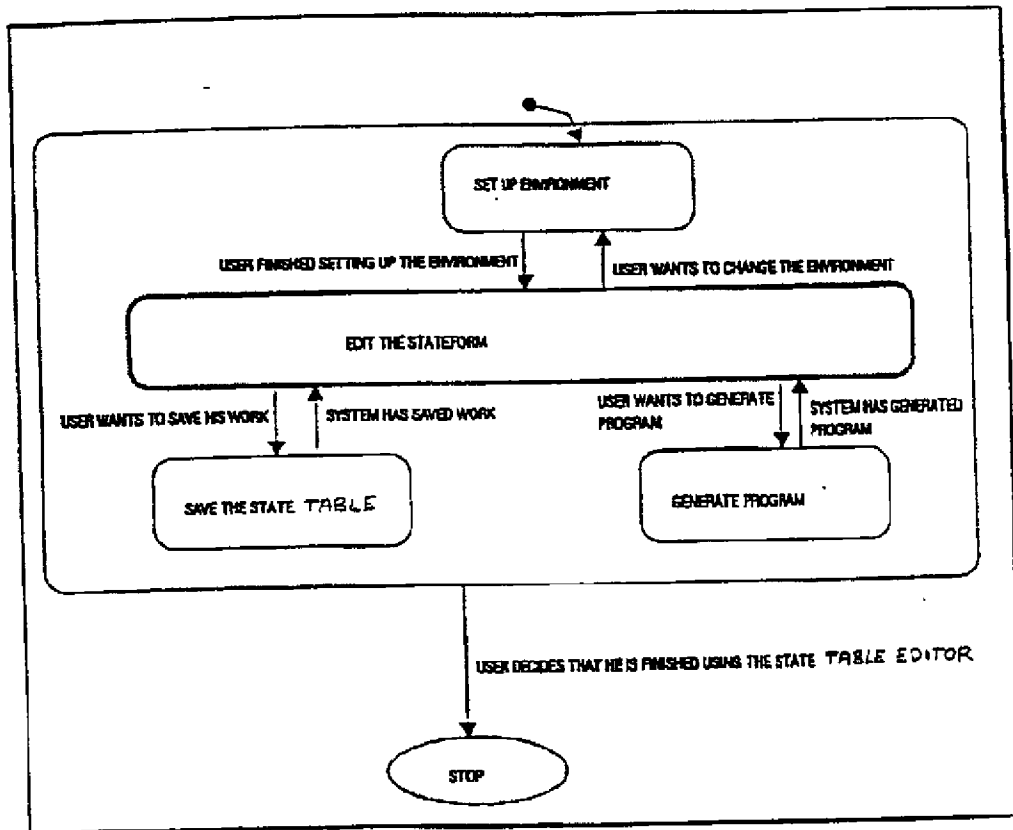 SET UP ENVIRONMENT
USER FINISHED SETTING UP THE ENVIRONMENT
USER WANTS TO CHANGE THE ENVIRONMENT
EDIT THE STATEFORM
USER WANTS TO SAVE HIS WORK
SYSTEM HAS SAVED WORK
USER WANTS TO GENERATE
PROGRAM
SYSTEM HAS GENERATED
PROGRAM
SAVE THE STATE TABLE
GENERATE PROGRAM
USER DECIDES THAT HE IS FINISHED USING THE STATE TABLE EDITOR
STOP